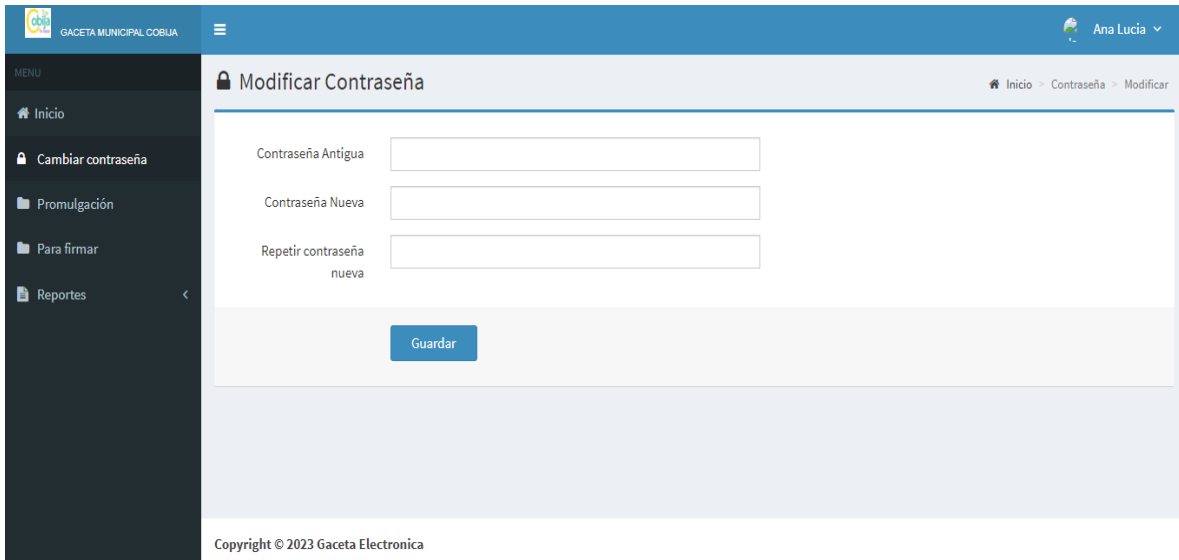 obija
GACETA MUNICIPAL COBIJA
Ana Lucia
MENU
Inicio
Cambiar contraseña
Promulgación
Para firmar
Reportes
Modificar Contraseña
Inicio > Contraseña > Modificar
Contraseña Antigua
Contraseña Nueva
Repetir contraseña
nueva
Guardar
Copyright © 2023 Gaceta Electronica